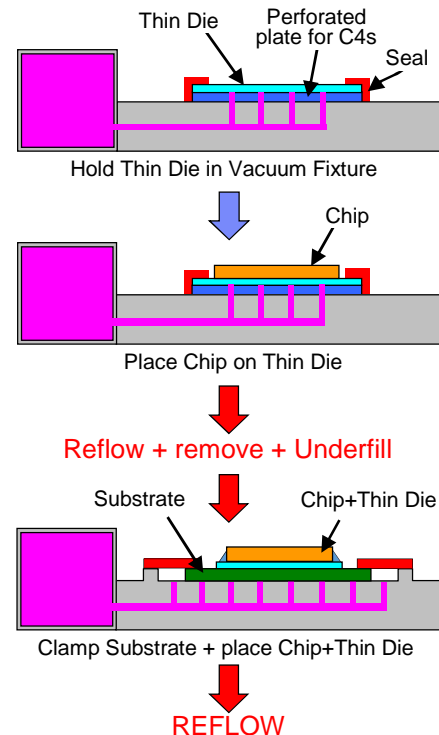 Thin Die
Perforated
plate for C4s
Seal
Hold Thin Die in Vacuum Fixture
Chip
Place Chip on Thin Die
Reflow + remove + Underfill
Substrate
Chip+Thin Die
Clamp Substrate + place Chip+Thin Die
REFLOW